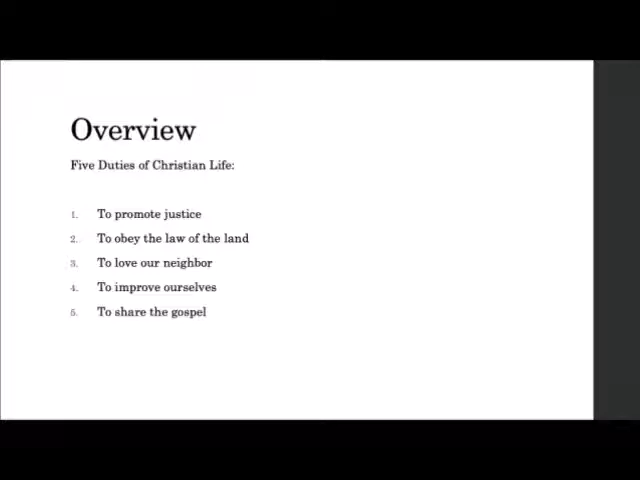 Overview
Five Duties of Christian Life:
1. To promote justice
2. To obey the law of the land
3. To love our neighbor
4. To improve ourselves
5. To share the gospel